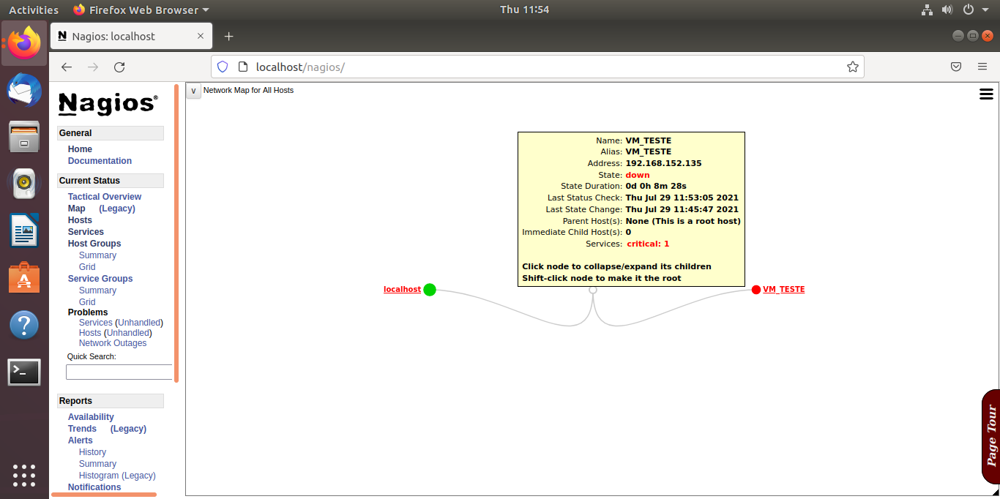 Activities Firefox Web Browser Thu 11:54
Nagios: localhost
localhost/nagios/
Nagios®
General
Home
Documentation
Current Status
Tactical Overview
Map (Legacy)
Hosts
Services
Host Groups
Summary
Grid
Service Groups
Summary
Grid
Problems
Services (Unhandled)
Hosts (Unhandled)
Network Outages
Quick Search:
Reports
Availability
Trends (Legacy)
Alerts
History
Summary
Histogram (Legacy)
Notifications
v Network Map for All Hosts
Name: VM_TESTE
Alias: VM_TESTE
Address: 192.168.152.135
State: down
State Duration: 0d 0h 8m 28s
Last Status Check: Thu Jul 29 11:53:05 2021
Last State Change: Thu Jul 29 11:45:47 2021
Parent Host(s): None (This is a root host)
Immediate Child Host(s): 0
Services: critical: 1
Click node to collapse/expand its children
Shift-click node to make it the root
localhost
VM_TESTE
Page Tour